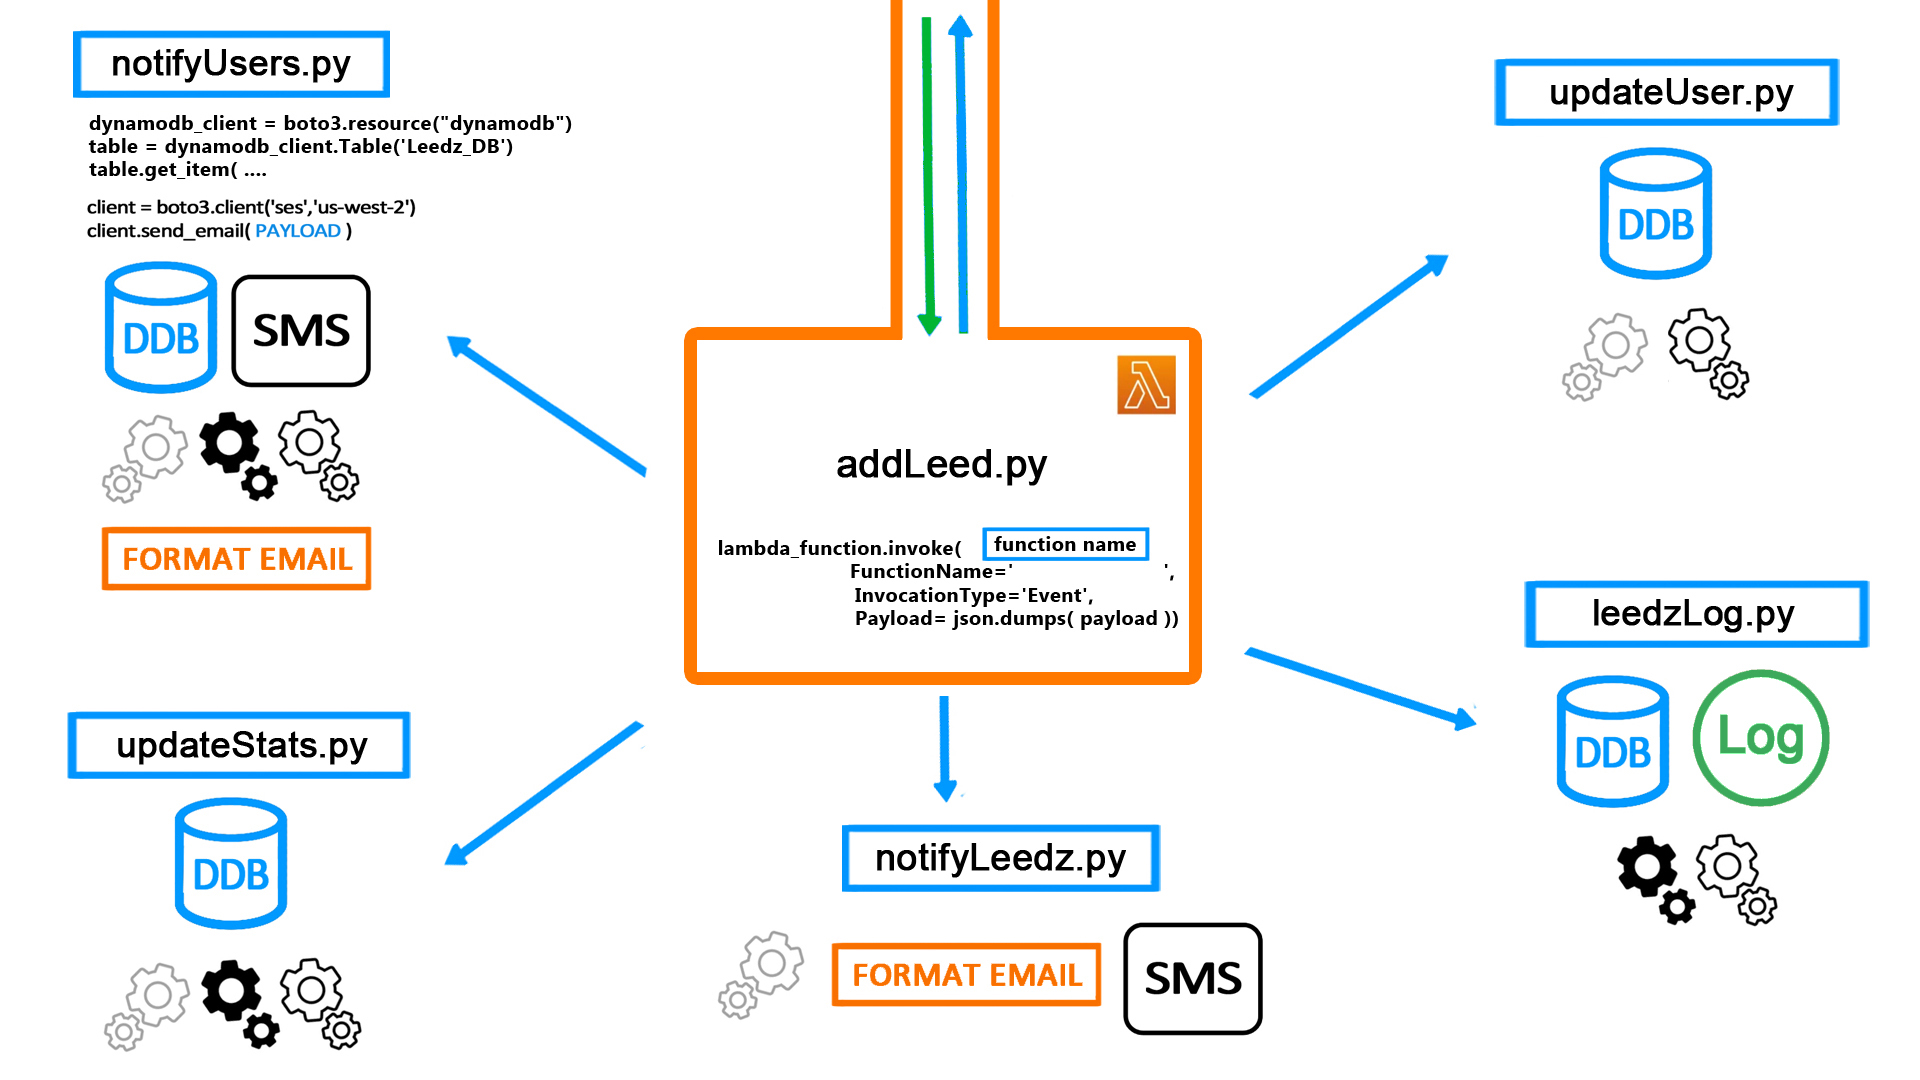 notifyUsers.py
dynamodb_client = boto3.resource("dynamodb")
table = dynamodb_client.Table('Leedz_DB')
table.get_item( ....
client = boto3.client('ses','us-west-2')
client.send_email( PAYLOAD )
DDB
SMS
FORMAT EMAIL
updateUser.py
DDB
addLeed.py
lambda_function.invoke(
function name
FunctionName=' ',
InvocationType='Event',
Payload= json.dumps( payload ))
leedzLog.py
DDB
Log
updateStats.py
DDB
notifyLeedz.py
FORMAT EMAIL
SMS